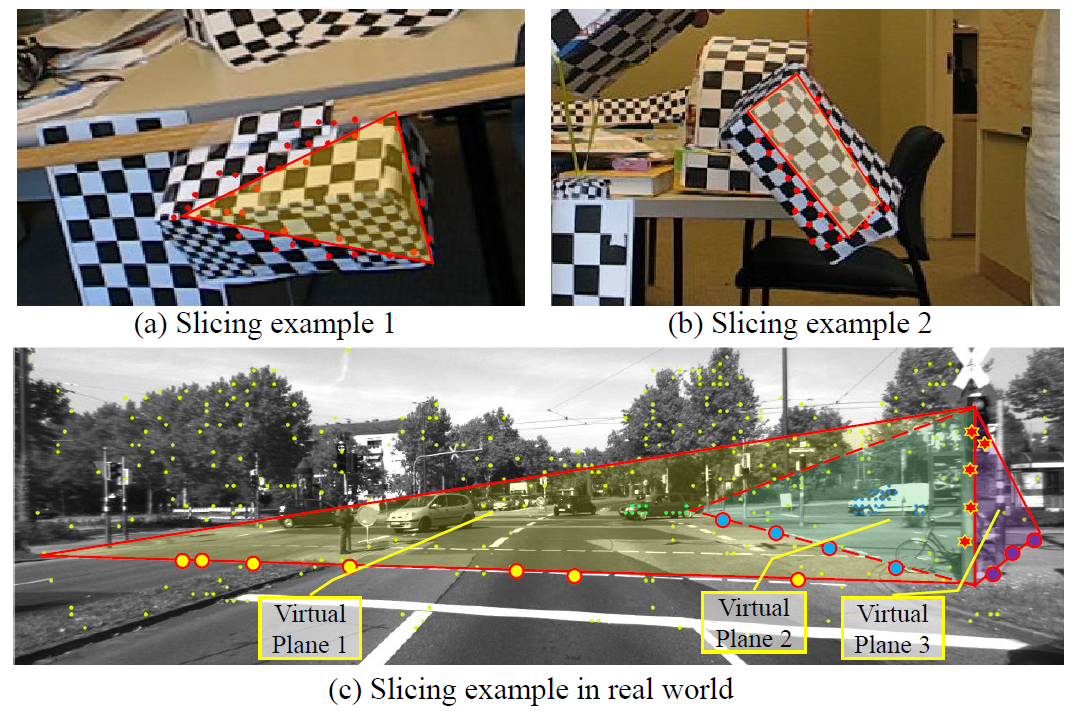 (a) Slicing example 1
(b) Slicing example 2
Virtual
Plane 1
Virtual
Plane 2
Virtual
Plane 3
(c) Slicing example in real world